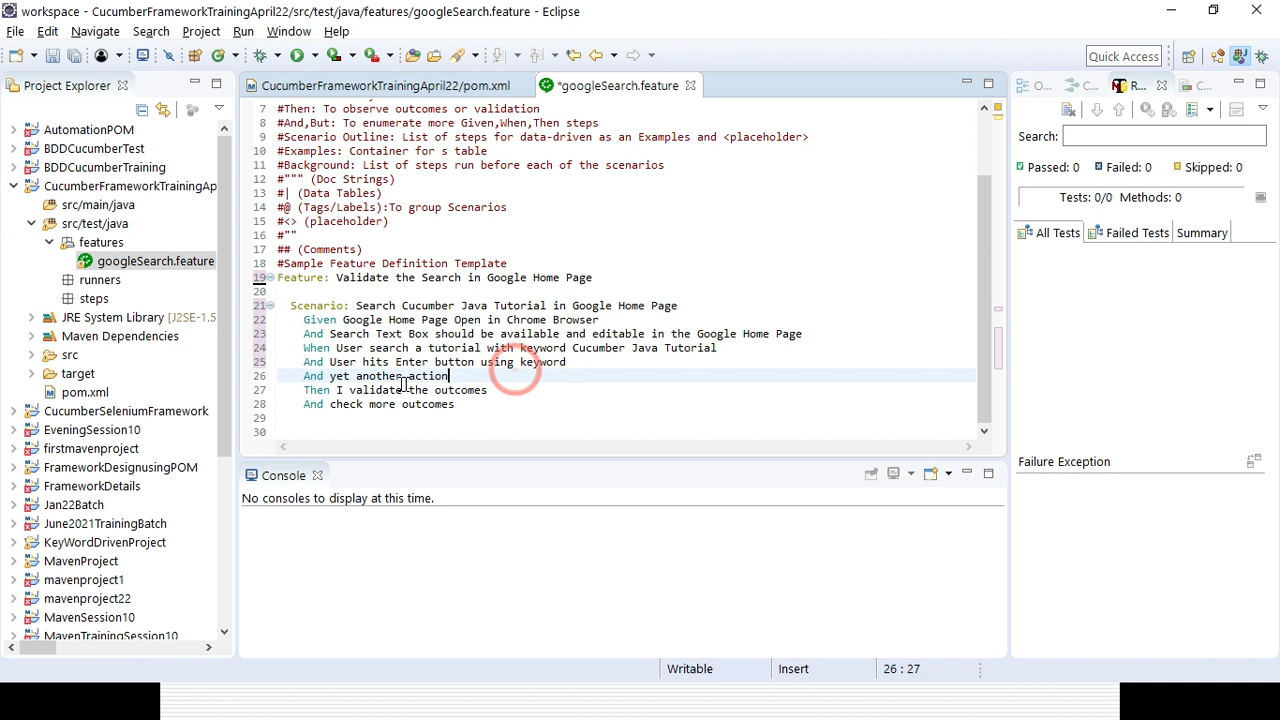 workspace - CucumberFrameworkTrainingApril22/src/test/java/features/googleSearch.feature - Eclipse
File Edit Navigate Search Project Run Window Help
Quick Access
Project Explorer
CucumberFrameworkTrainingApril22/pom.xml
*googleSearch.feature
O...
C...
R...
C...
AutomationPOM
BDDCucumberTest
BDDCucumberTraining
CucumberFrameworkTrainingAp
src/main/java
src/test/java
features
googleSearch.feature
runners
steps
JRE System Library [J2SE-1.5
Maven Dependencies
src
target
pom.xml
CucumberSeleniumFramework
EveningSession10
firstmavenproject
FrameworkDesignusingPOM
FrameworkDetails
Jan22Batch
June2021TrainingBatch
KeyWordDrivenProject
MavenProject
mavenproject1
mavenproject22
MavenSession10
MavenTrainingSession10
7 #Then: To observe outcomes or validation
8 #And,But: To enumerate more Given,When,Then steps
9 #Scenario Outline: List of steps for data-driven as an Examples and <placeholder>
10 #Examples: Container for s table
11 #Background: List of steps run before each of the scenarios
12 #""" (Doc Strings)
13 #| (Data Tables)
14 #@ (Tags/Labels):To group Scenarios
15 #<> (placeholder)
16 #""
17 ## (Comments)
18 #Sample Feature Definition Template
19 Feature: Validate the Search in Google Home Page
20
21 Scenario: Search Cucumber Java Tutorial in Google Home Page
22 Given Google Home Page Open in Chrome Browser
23 And Search Text Box should be available and editable in the Google Home Page
24 When User search a tutorial with keyword Cucumber Java Tutorial
25 And User hits Enter button using keyword
26 And yet another action
27 Then I validate the outcomes
28 And check more outcomes
29
30
Search:
Passed: 0 Failed: 0 Skipped: 0
Tests: 0/0 Methods: 0
All Tests Failed Tests Summary
Failure Exception
Console
No consoles to display at this time.
Writable Insert 26 : 27